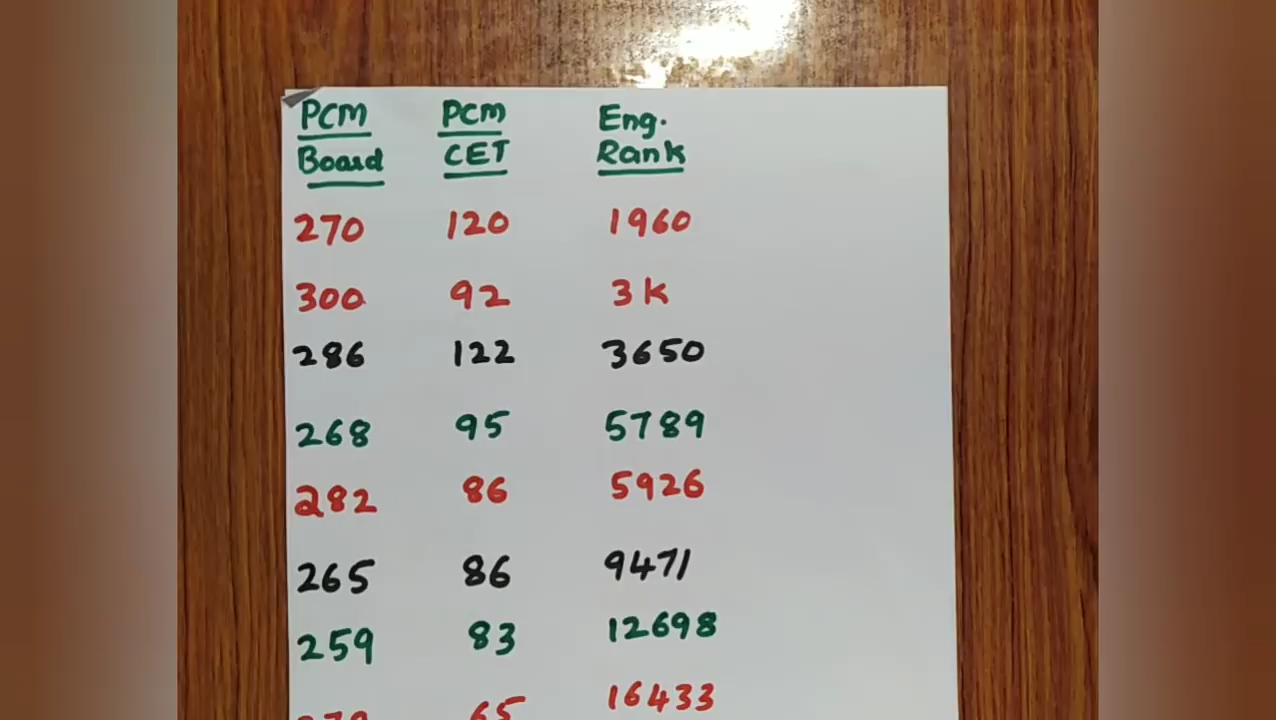 PCM PCM Eng.
Board CET Rank
270 120 1960
300 92 3K
286 122 3650
268 95 5789
282 86 5926
265 86 9471
259 83 12698
65 16433